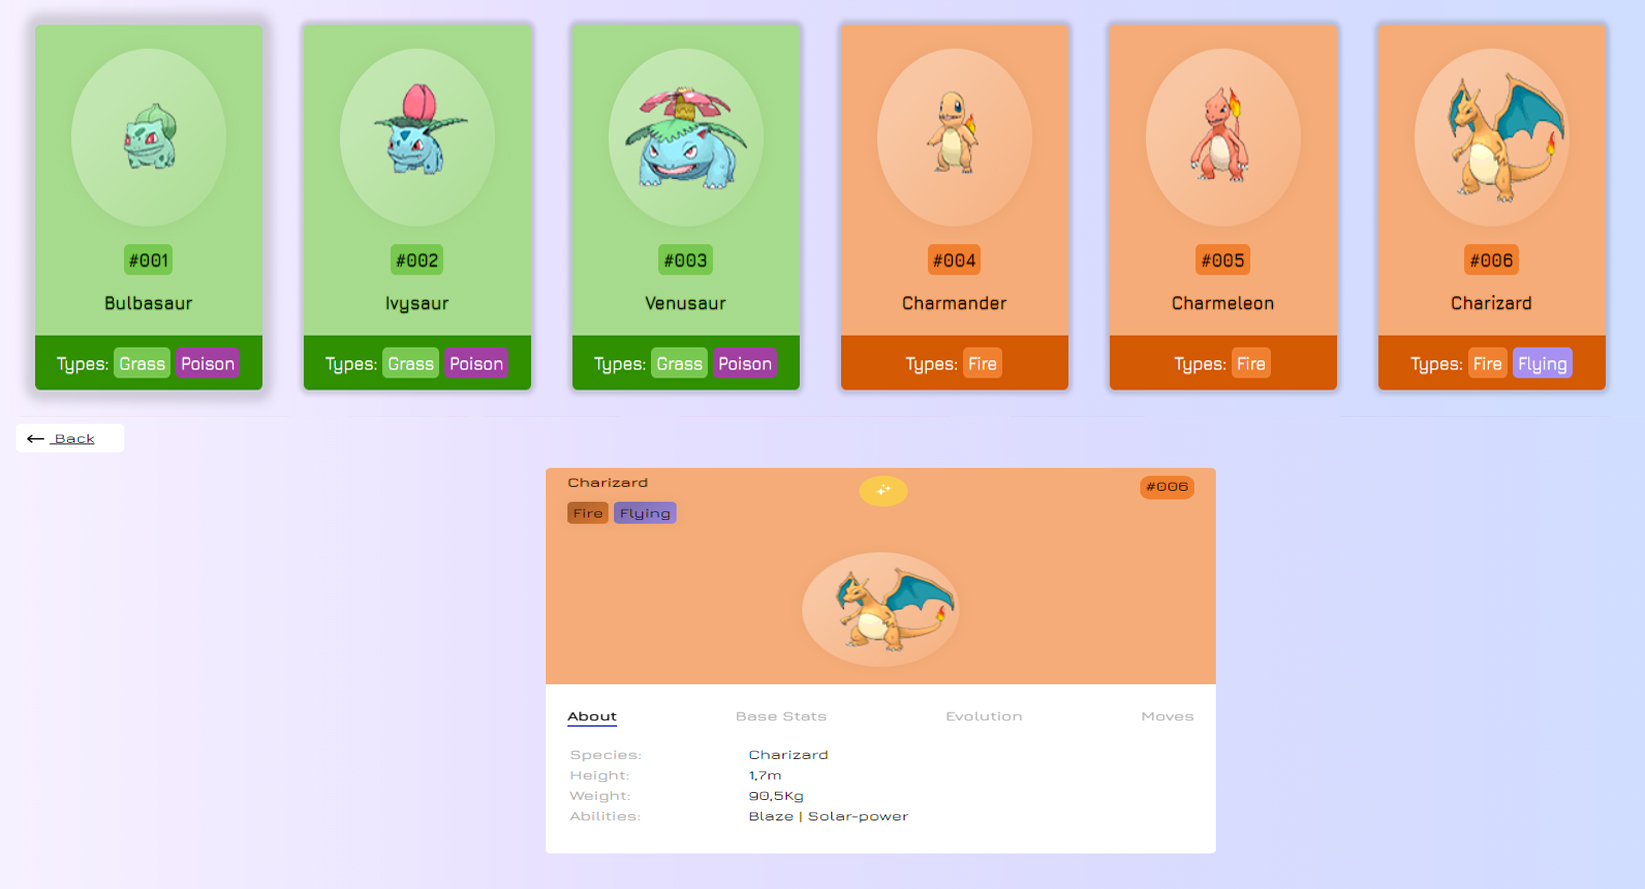 #001 #002 #003 #004 #005 #006
Bulbasaur Ivysaur Venusaur Charmander Charmeleon Charizard
Types: Grass Poison Types: Grass Poison Types: Grass Poison Types: Fire Types: Fire Types: Fire Flying
← Back
Charizard #006
Fire Flying
About Base Stats Evolution Moves
Species: Charizard
Height: 1,7m
Weight: 90,5Kg
Abilities: Blaze | Solar-power